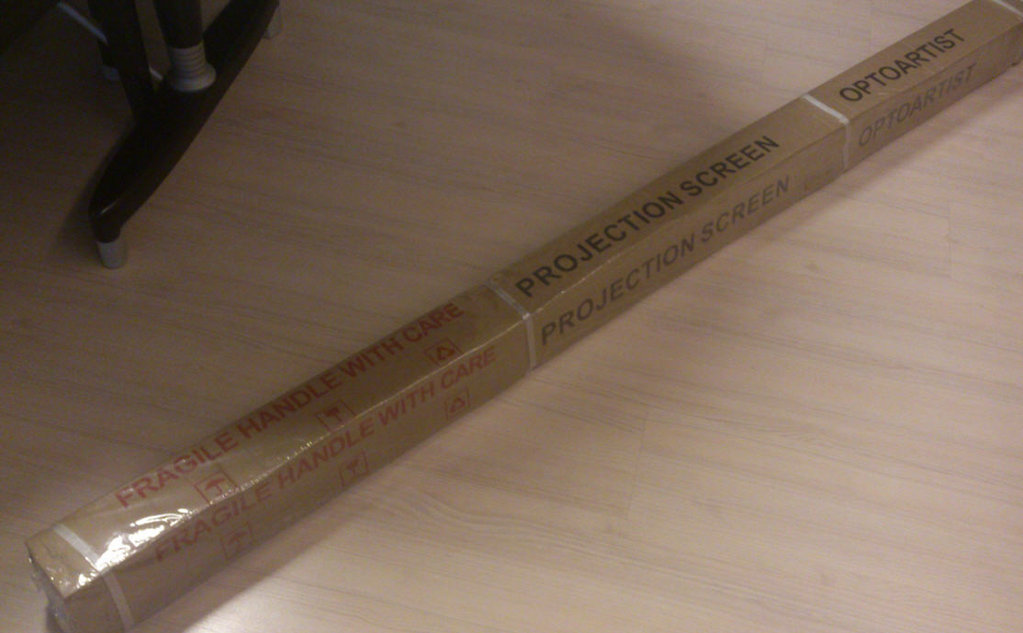 FRAGILE HANDLE WITH CARE
PROJECTION SCREEN
OPTOARTIST
FRAGILE HANDLE WITH CARE
PROJECTION SCREEN
OPTOARTIST